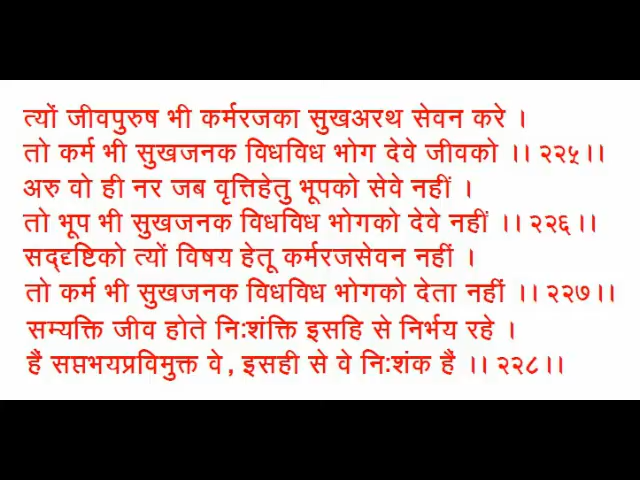 त्यों जीवपुरुष भी कर्मरजका सुखअरथ सेवन करे ।
तो कर्म भी सुखजनक विधविध भोग देवे जीवको ।। २२५।।
अरु वो ही नर जब वृत्तिहेतु भूपको सेवे नहीं ।
तो भूप भी सुखजनक विधविध भोगको देवे नहीं ।। २२६।।
सद्दृष्टिको त्यों विषय हेतू कर्मरजसेवन नहीं ।
तो कर्म भी सुखजनक विधविध भोगको देता नहीं ।। २२७।।
सम्यक्ति जीव होते निःशंक्ति इसहि से निर्भय रहे ।
हैं सप्तभयप्रविमुक्त वे, इसही से वे निःशंक हैं ।। २२८।।